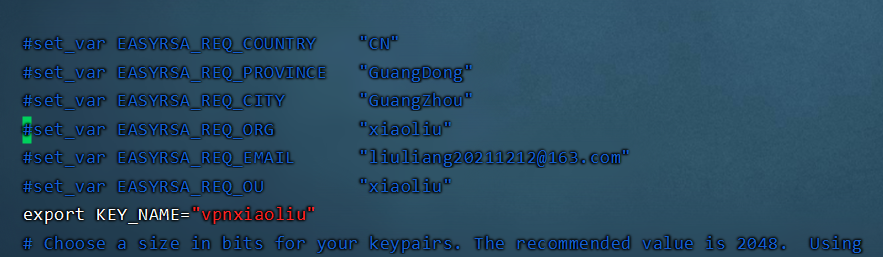 #set_var EASYRSA_REQ_COUNTRY    "CN"
#set_var EASYRSA_REQ_PROVINCE   "GuangDong"
#set_var EASYRSA_REQ_CITY       "GuangZhou"
#set_var EASYRSA_REQ_ORG        "xiaoliu"
#set_var EASYRSA_REQ_EMAIL      "liuliang20211212@163.com"
#set_var EASYRSA_REQ_OU         "xiaoliu"
export KEY_NAME="vpnxiaoliu"
# Choose a size in bits for your keypairs. The recommended value is 2048.  Using